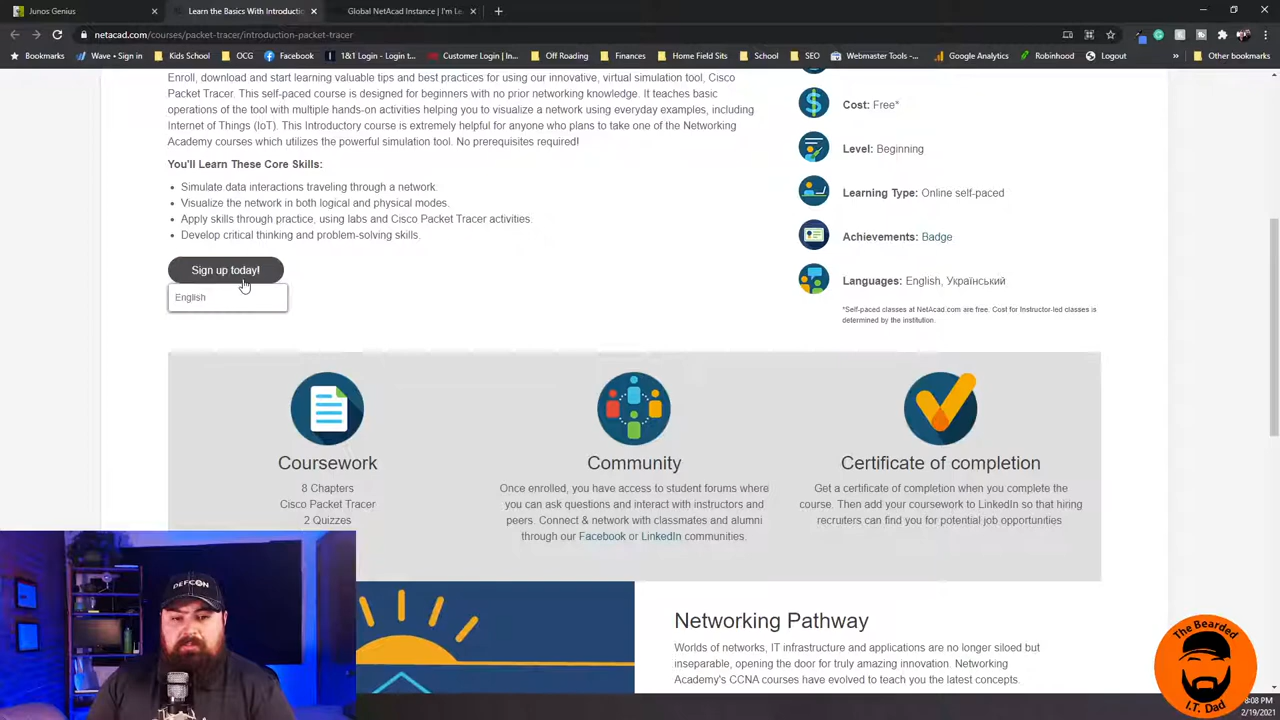 Junos Genius
Learn the Basics With Introductio
Global NetAcad Instance | I'm Le
netacad.com/courses/packet-tracer/introduction-packet-tracer
Bookmarks
Wave - Sign in
Kids School
OCG
Facebook
1&1 Login - Login t...
Customer Login |...
Off Reading
Finances
Home Field Sits
School
SEO
Webmaster Tools -...
Google Analytics
Robinhood
Logout
Other bookmarks
Enroll, download and start learning valuable tips and best practices for using our innovative, virtual simulation tool, Cisco
Packet Tracer. This self-paced course is designed for beginners with no prior networking knowledge. It teaches basic
operations of the tool with multiple hands-on activities helping you to visualize a network using everyday examples, including
Internet of Things (IoT). This Introductory course is extremely helpful for anyone who plans to take one of the Networking
Academy courses which utilizes the powerful simulation tool. No prerequisites required!
You'll Learn These Core Skills:
Simulate data interactions traveling through a network.
Visualize the network in both logical and physical modes.
Apply skills through practice, using labs and Cisco Packet Tracer activities.
Develop critical thinking and problem-solving skills.
Sign up today!
English
Cost: Free*
Level: Beginning
Learning Type: Online self-paced
Achievements: Badge
Languages: English, Український
*Self-paced classes at NetAcad.com are free. Cost for Instructor-led classes is
determined by the institution.
Coursework
8 Chapters
Cisco Packet Tracer
2 Quizzes
Community
Once enrolled, you have access to student forums where
you can ask questions and interact with instructors and
peers. Connect & network with classmates and alumni
through our Facebook or LinkedIn communities.
Certificate of completion
Get a certificate of completion when you complete the
course. Then add your coursework to LinkedIn so that hiring
recruiters can find you for potential job opportunities
Networking Pathway
Worlds of networks, IT infrastructure and applications are no longer siloed but
inseparable, opening the door for truly amazing innovation. Networking
Academy's CCNA courses have evolved to teach you the latest concepts.
DEFCON
The Bearded
I.T. Dad
8:08 PM
2/19/2021